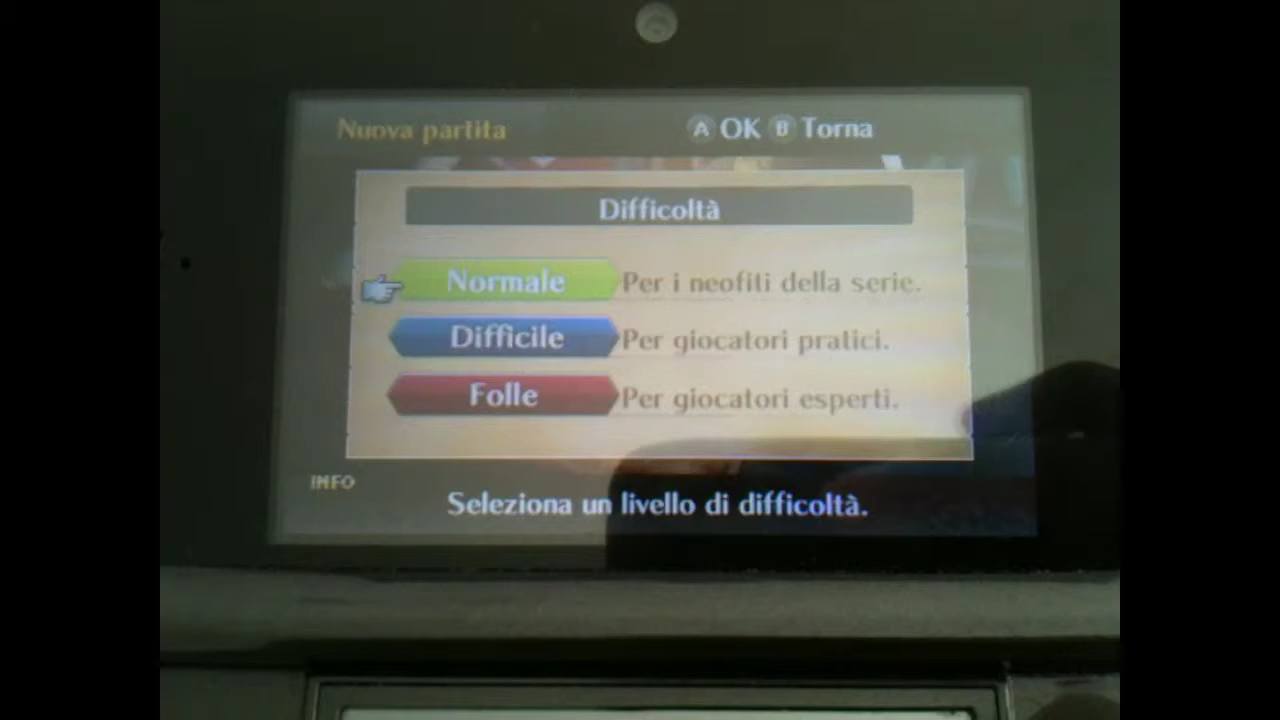 Nuova partita
A OK B Torna
Difficoltà
Normale Per i neofiti della serie.
Difficile Per giocatori pratici.
Folle Per giocatori esperti.
INFO
Seleziona un livello di difficoltà.